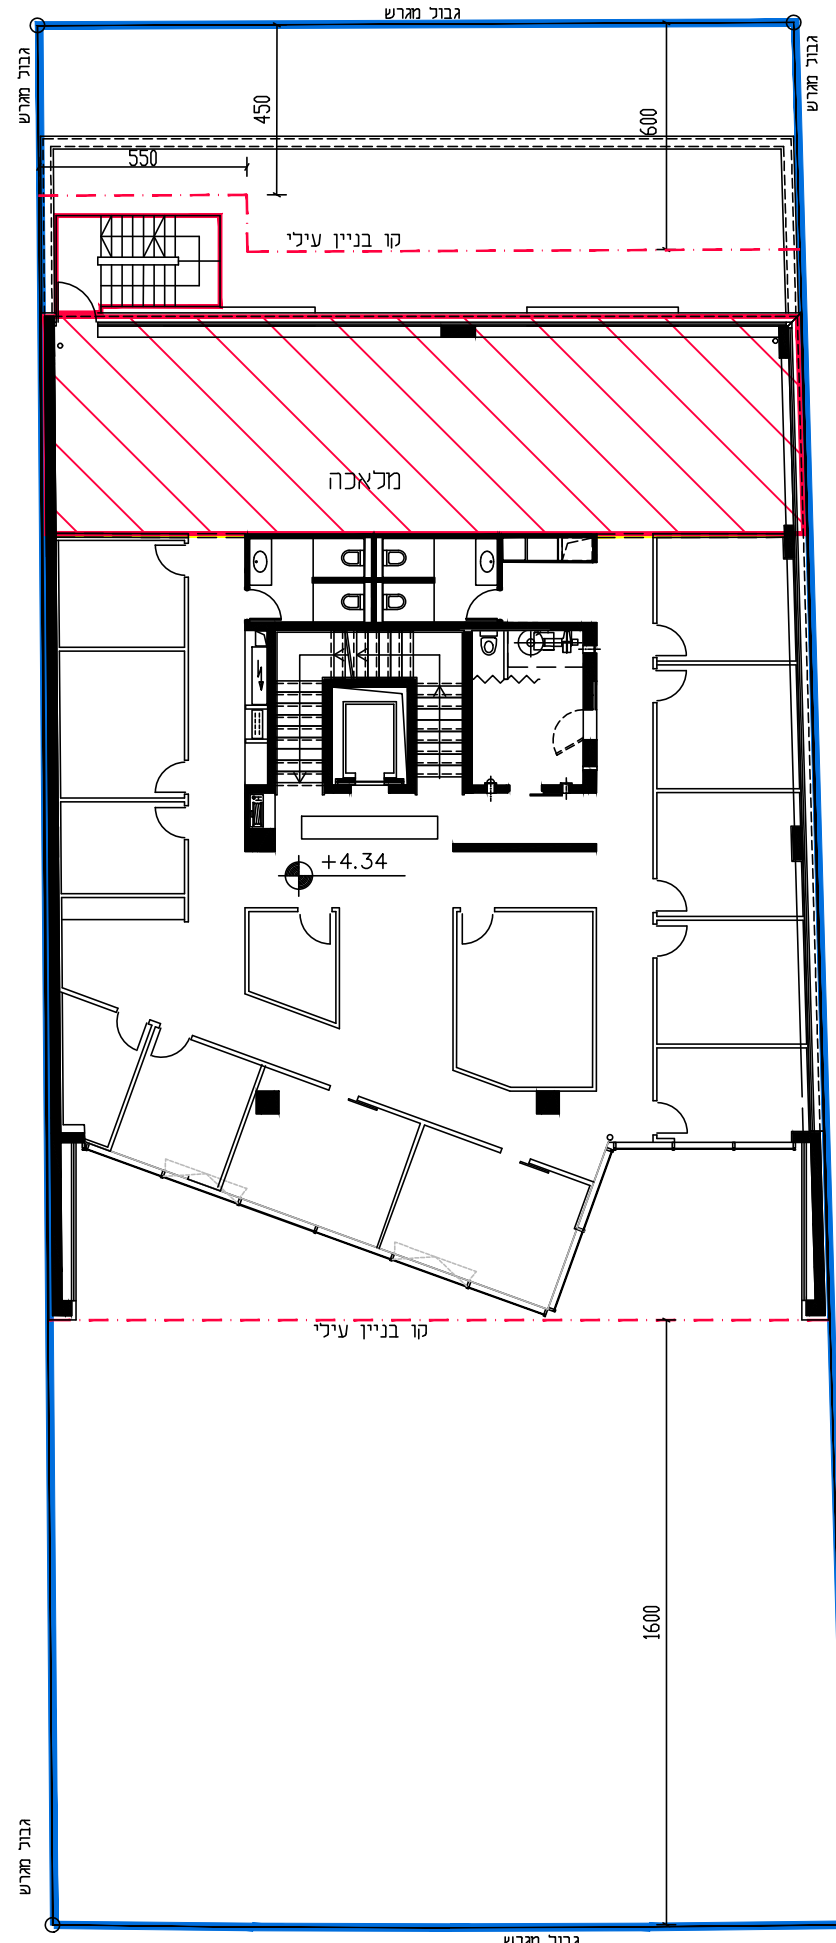 גבול מגרש
גבול מגרש
גבול מגרש
450
600
550
קו בניין עילי
מלאכה
+4.34
קו בניין עילי
1600
גבול מגרש
גבול מגרש